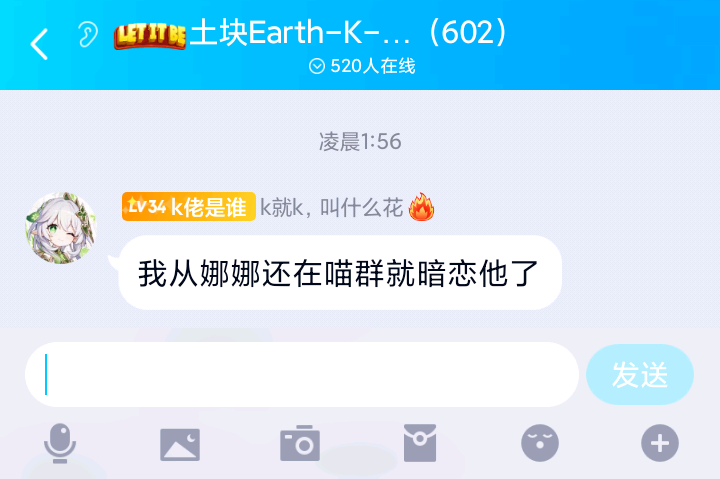 LET IT BE 土块Earth-K-...（602）
520人在线
凌晨1:56
LV34 k佬是谁 k就k, 叫什么花
我从娜娜还在喵群就暗恋他了
发送